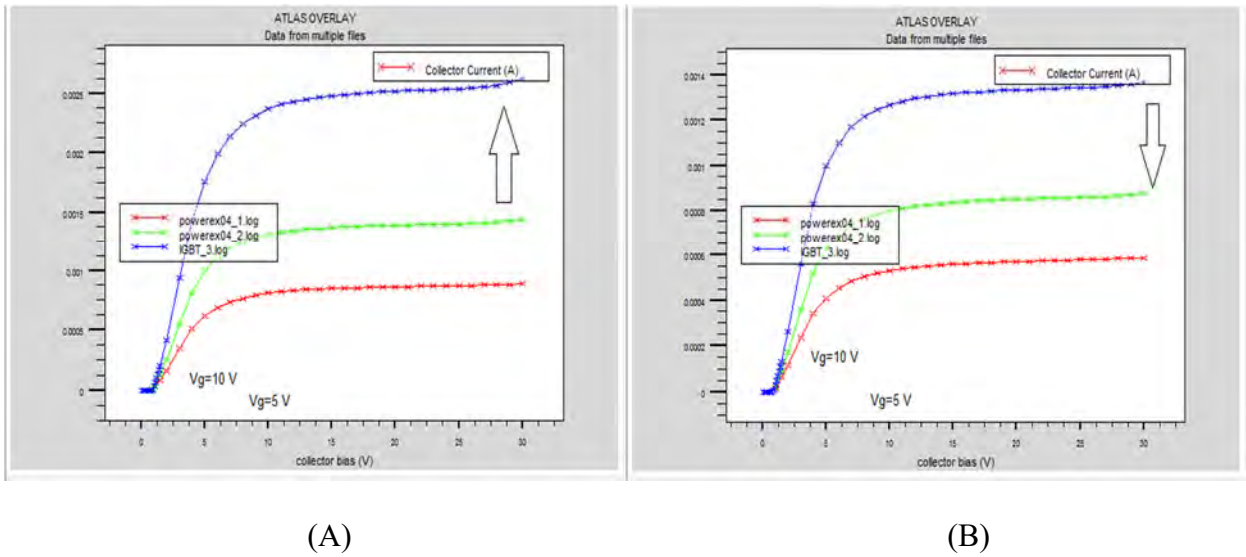 ATLAS OVERLAY
Data from multiple files
Collector Current (A)
0.0025
0.002
0.0015
0.001
0.0005
0
powerex04_1.log
powerex04_2.log
IGBT_3.log
Vg=10 V
Vg=5 V
0 5 10 15 20 25 30
collector bias (V)
(A)
ATLAS OVERLAY
Data from multiple files
Collector Current (A)
0.0014
0.0012
0.001
0.0008
0.0006
0.0004
0.0002
0
powerex04_1.log
powerex04_2.log
IGBT_3.log
Vg=10 V
Vg=5 V
0 5 10 15 20 25 30
collector bias (V)
(B)